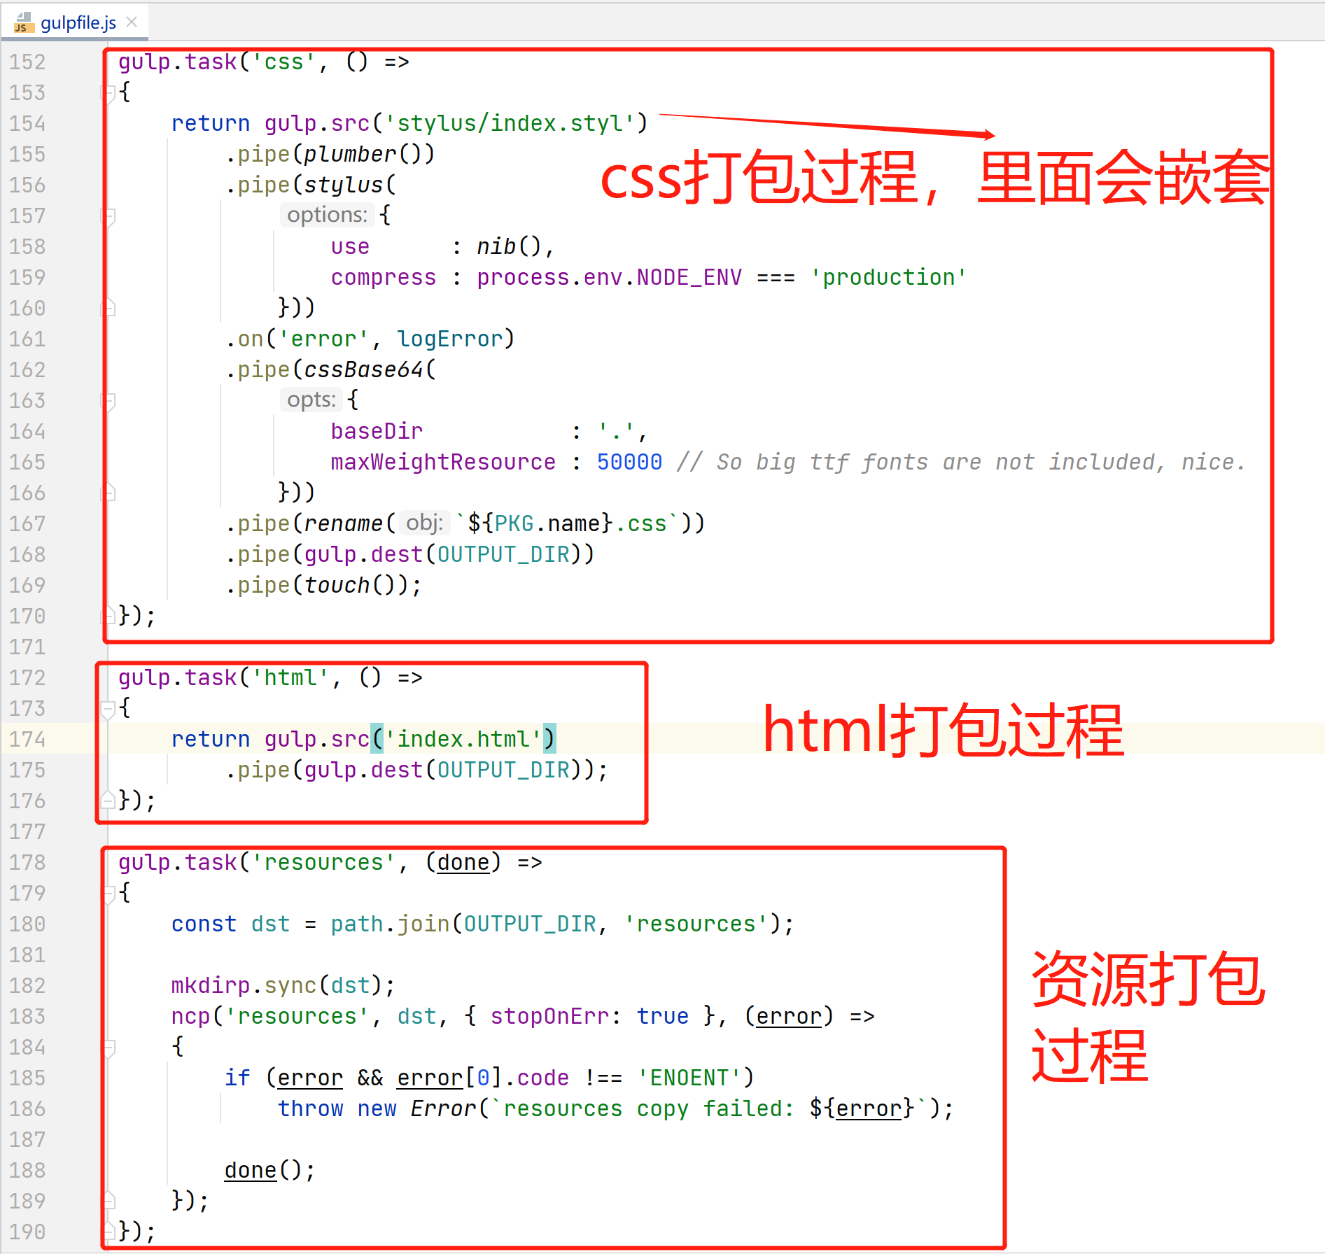 JS gulpfile.js ×
152 gulp.task('css', () =>
153 {
154 return gulp.src('stylus/index.styl')
155 .pipe(plumber())
css打包过程，里面会嵌套
156 .pipe(stylus(
157 options: {
158 use : nib(),
159 compress : process.env.NODE_ENV === 'production'
160 }))
161 .on('error', logError)
162 .pipe(cssBase64(
163 opts: {
164 baseDir : '.',
165 maxWeightResource : 50000 // So big ttf fonts are not included, nice.
166 }))
167 .pipe(rename( obj: `${PKG.name}.css`))
168 .pipe(gulp.dest(OUTPUT_DIR))
169 .pipe(touch());
170 });
171
172 gulp.task('html', () =>
173 {
html打包过程
174 return gulp.src('index.html')
175 .pipe(gulp.dest(OUTPUT_DIR));
176 });
177
178 gulp.task('resources', (done) =>
179 {
180 const dst = path.join(OUTPUT_DIR, 'resources');
181
182 mkdirp.sync(dst);
资源打包
183 ncp('resources', dst, { stopOnErr: true }, (error) =>
184 {
过程
185 if (error && error[0].code !== 'ENOENT')
186 throw new Error(`resources copy failed: ${error}`);
187
188 done();
189 });
190 });